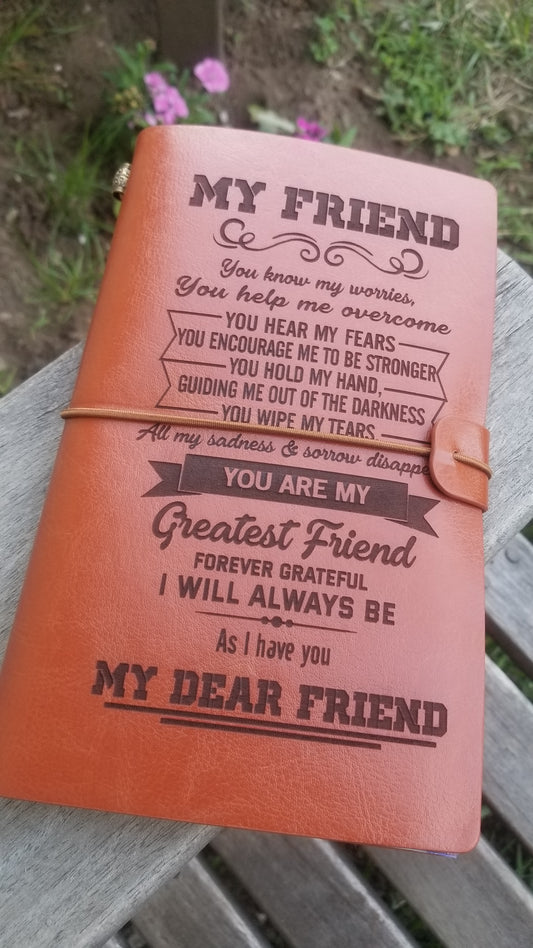 MY FRIEND
You know my worries,
You help me overcome
YOU HEAR MY FEARS
YOU ENCOURAGE ME TO BE STRONGER
YOU HOLD MY HAND,
GUIDING ME OUT OF THE DARKNESS
YOU WIPE MY TEARS
All my sadness & sorrow disappe
YOU ARE MY
Greatest Friend
FOREVER GRATEFUL
I WILL ALWAYS BE
As I have you
MY DEAR FRIEND